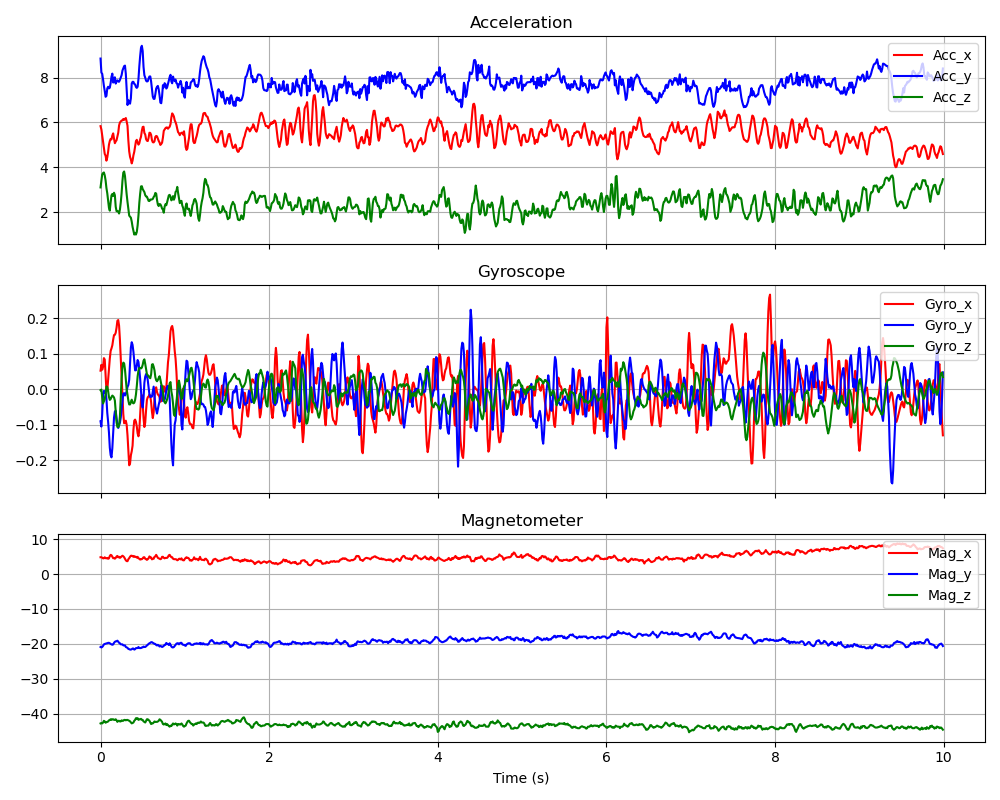 Acceleration
8
6
4
2
Acc_x
Acc_y
Acc_z
Gyroscope
0.2
0.1
0.0
−0.1
−0.2
Gyro_x
Gyro_y
Gyro_z
Magnetometer
10
0
−10
−20
−30
−40
Mag_x
Mag_y
Mag_z
0 2 4 6 8 10
Time (s)